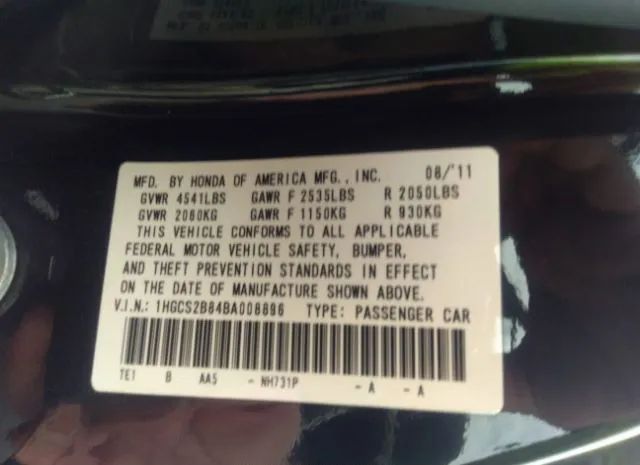 MFD. BY HONDA OF AMERICA MFG., INC. 08/'11
GVWR 4541LBS GAWR F 2535LBS R 2050LBS
GVWR 2060KG GAWR F 1150KG R 930KG
THIS VEHICLE CONFORMS TO ALL APPLICABLE
FEDERAL MOTOR VEHICLE SAFETY, BUMPER,
AND THEFT PREVENTION STANDARDS IN EFFECT
ON THE DATE OF MANUFACTURE SHOWN ABOVE.
V.I.N.: 1HGCS2B84BA008896 TYPE: PASSENGER CAR
TE1 B AA5 - NH731P - A - A